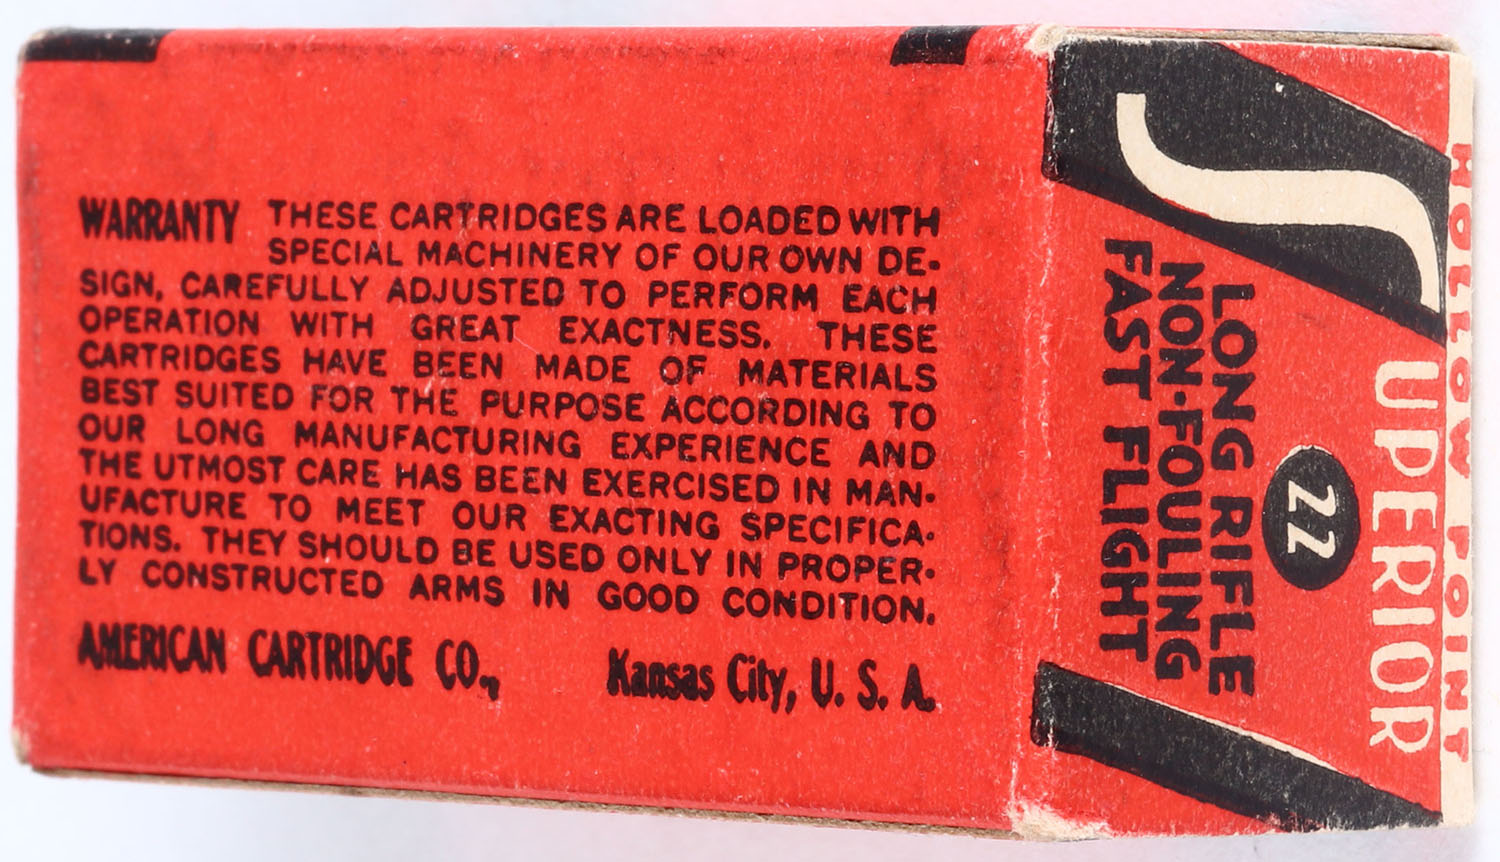 WARRANTY THESE CARTRIDGES ARE LOADED WITH
SPECIAL MACHINERY OF OUR OWN DE-
SIGN, CAREFULLY ADJUSTED TO PERFORM EACH
OPERATION WITH GREAT EXACTNESS. THESE
CARTRIDGES HAVE BEEN MADE OF MATERIALS
BEST SUITED FOR THE PURPOSE ACCORDING TO
OUR LONG MANUFACTURING EXPERIENCE AND
THE UTMOST CARE HAS BEEN EXERCISED IN MAN-
UFACTURE TO MEET OUR EXACTING SPECIFICA-
TIONS. THEY SHOULD BE USED ONLY IN PROPER-
LY CONSTRUCTED ARMS IN GOOD CONDITION.
AMERICAN CARTRIDGE CO., Kansas City, U. S. A.
HOLLOW POINT
SUPERIOR
22
LONG RIFLE
NON-FOULING
FAST FLIGHT